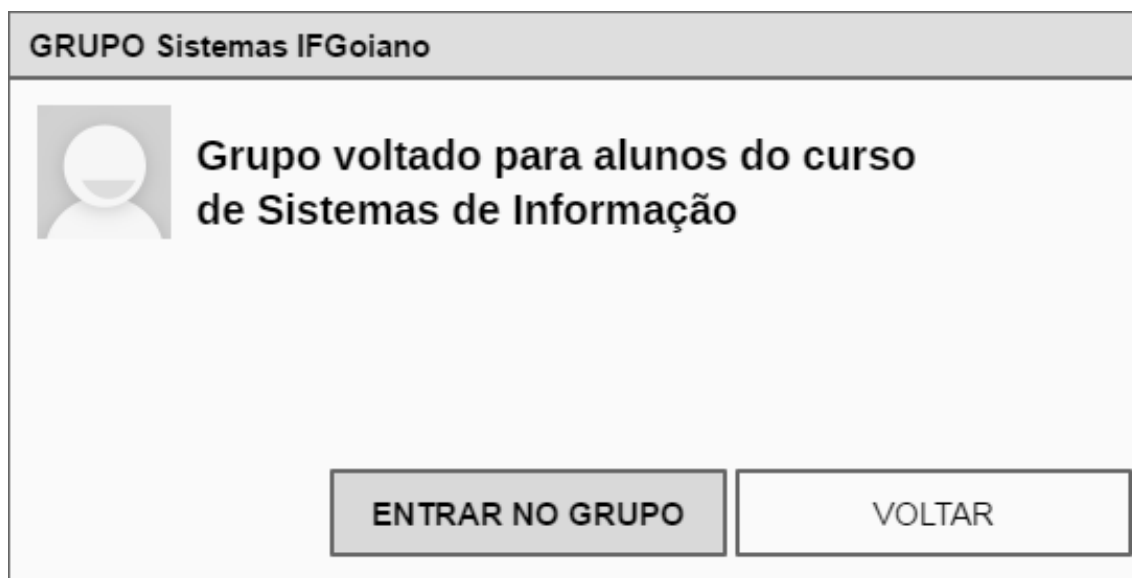 GRUPO Sistemas IFGoiano
Grupo voltado para alunos do curso
de Sistemas de Informação
ENTRAR NO GRUPO
VOLTAR